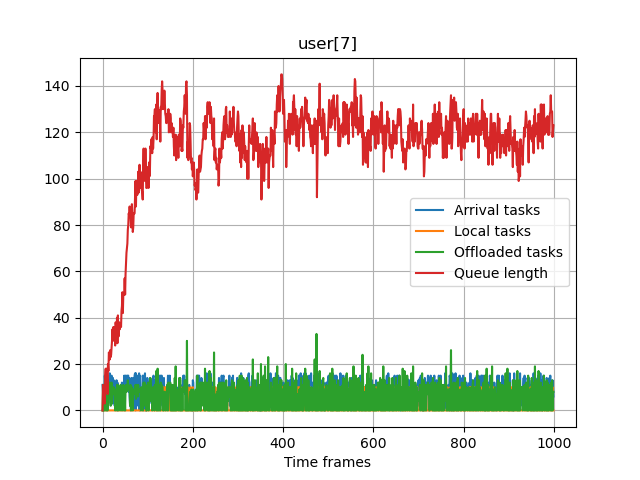 user[7]
140
120
100
80
60
40
20
0
Arrival tasks
Local tasks
Offloaded tasks
Queue length
0 200 400 600 800 1000
Time frames